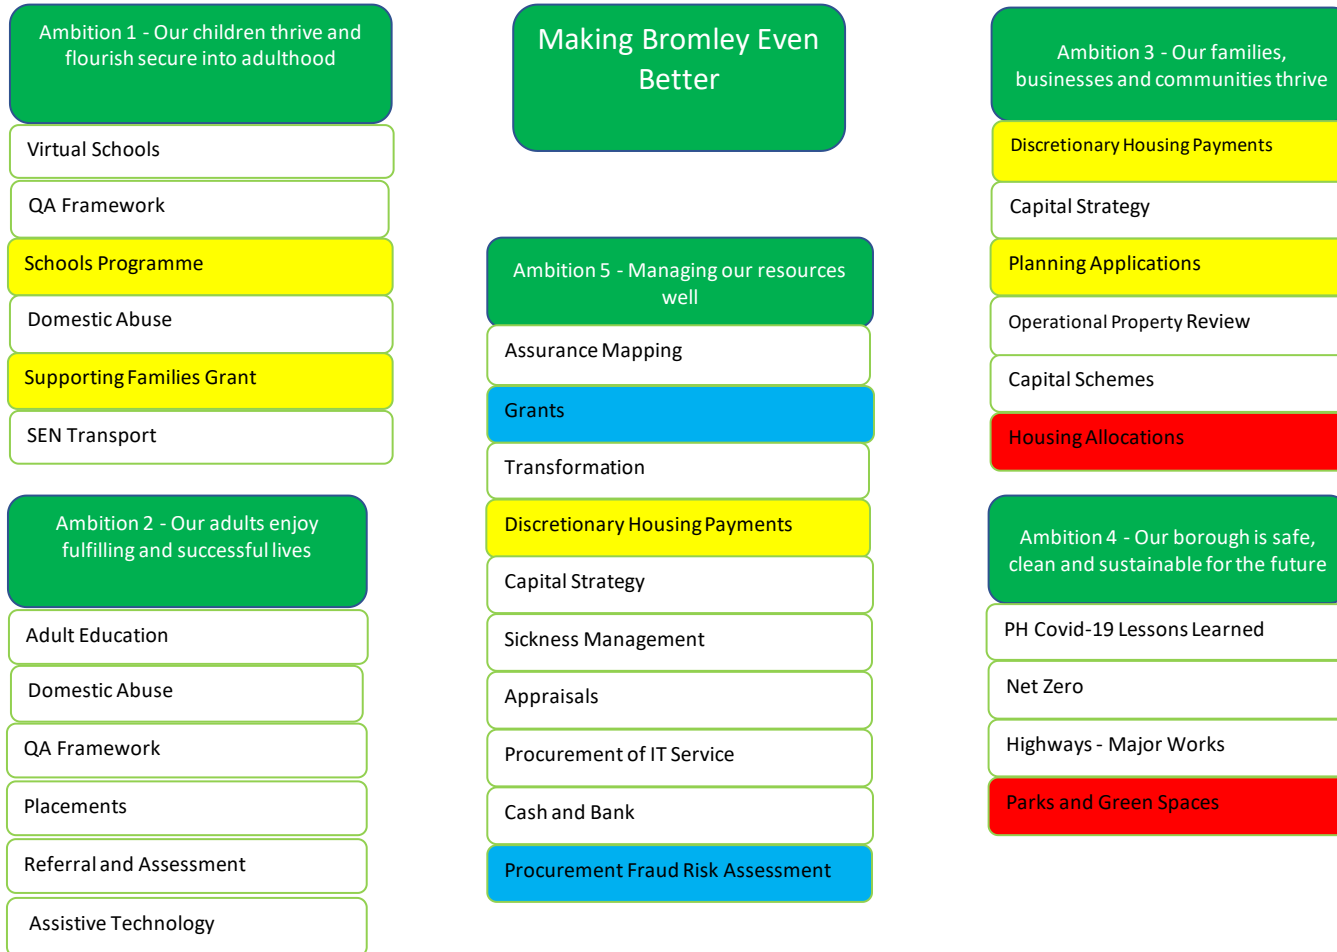 Ambition 1 - Our children thrive and
flourish secure into adulthood
Virtual Schools
QA Framework
Schools Programme
Domestic Abuse
Supporting Families Grant
SEN Transport
Ambition 2 - Our adults enjoy
fulfilling and successful lives
Adult Education
Domestic Abuse
QA Framework
Placements
Referral and Assessment
Assistive Technology
Making Bromley Even
Better
Ambition 5 - Managing our resources
well
Assurance Mapping
Grants
Transformation
Discretionary Housing Payments
Capital Strategy
Sickness Management
Appraisals
Procurement of IT Service
Cash and Bank
Procurement Fraud Risk Assessment
Ambition 3 - Our families,
businesses and communities thrive
Discretionary Housing Payments
Capital Strategy
Planning Applications
Operational Property Review
Capital Schemes
Housing Allocations
Ambition 4 - Our borough is safe,
clean and sustainable for the future
PH Covid-19 Lessons Learned
Net Zero
Highways - Major Works
Parks and Green Spaces